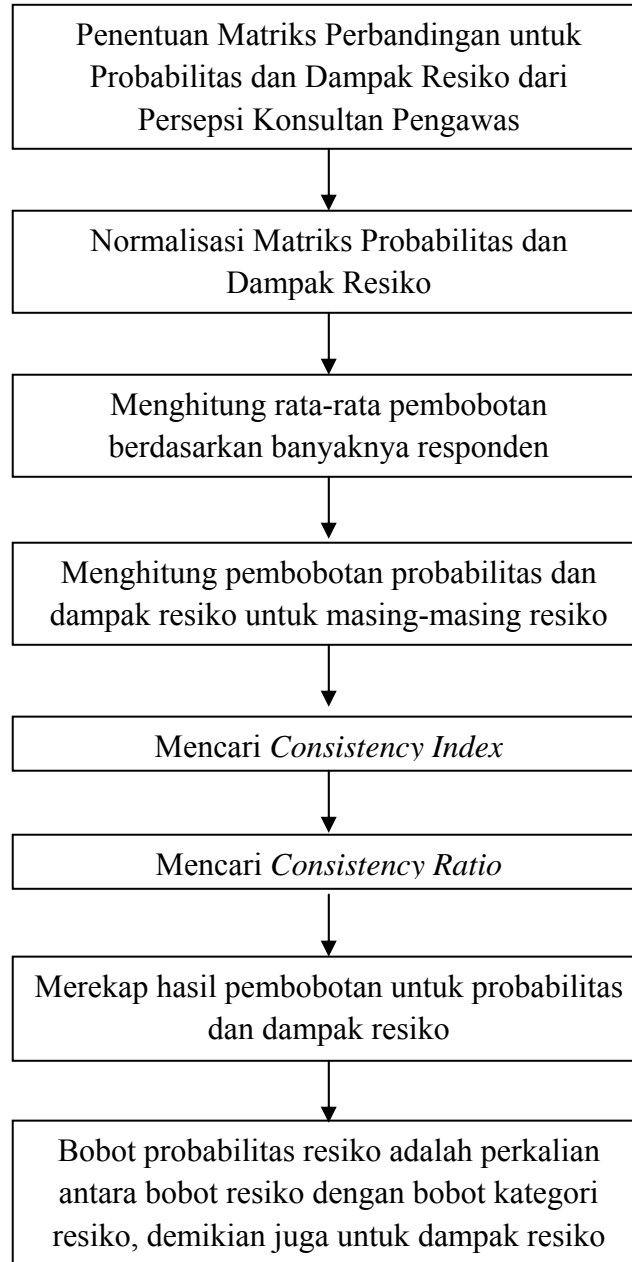 Penentuan Matriks Perbandingan untuk
Probabilitas dan Dampak Resiko dari
Persepsi Konsultan Pengawas
Normalisasi Matriks Probabilitas dan
Dampak Resiko
Menghitung rata-rata pembobotan
berdasarkan banyaknya responden
Menghitung pembobotan probabilitas dan
dampak resiko untuk masing-masing resiko
Mencari Consistency Index
Mencari Consistency Ratio
Merekap hasil pembobotan untuk probabilitas
dan dampak resiko
Bobot probabilitas resiko adalah perkalian
antara bobot resiko dengan bobot kategori
resiko, demikian juga untuk dampak resiko